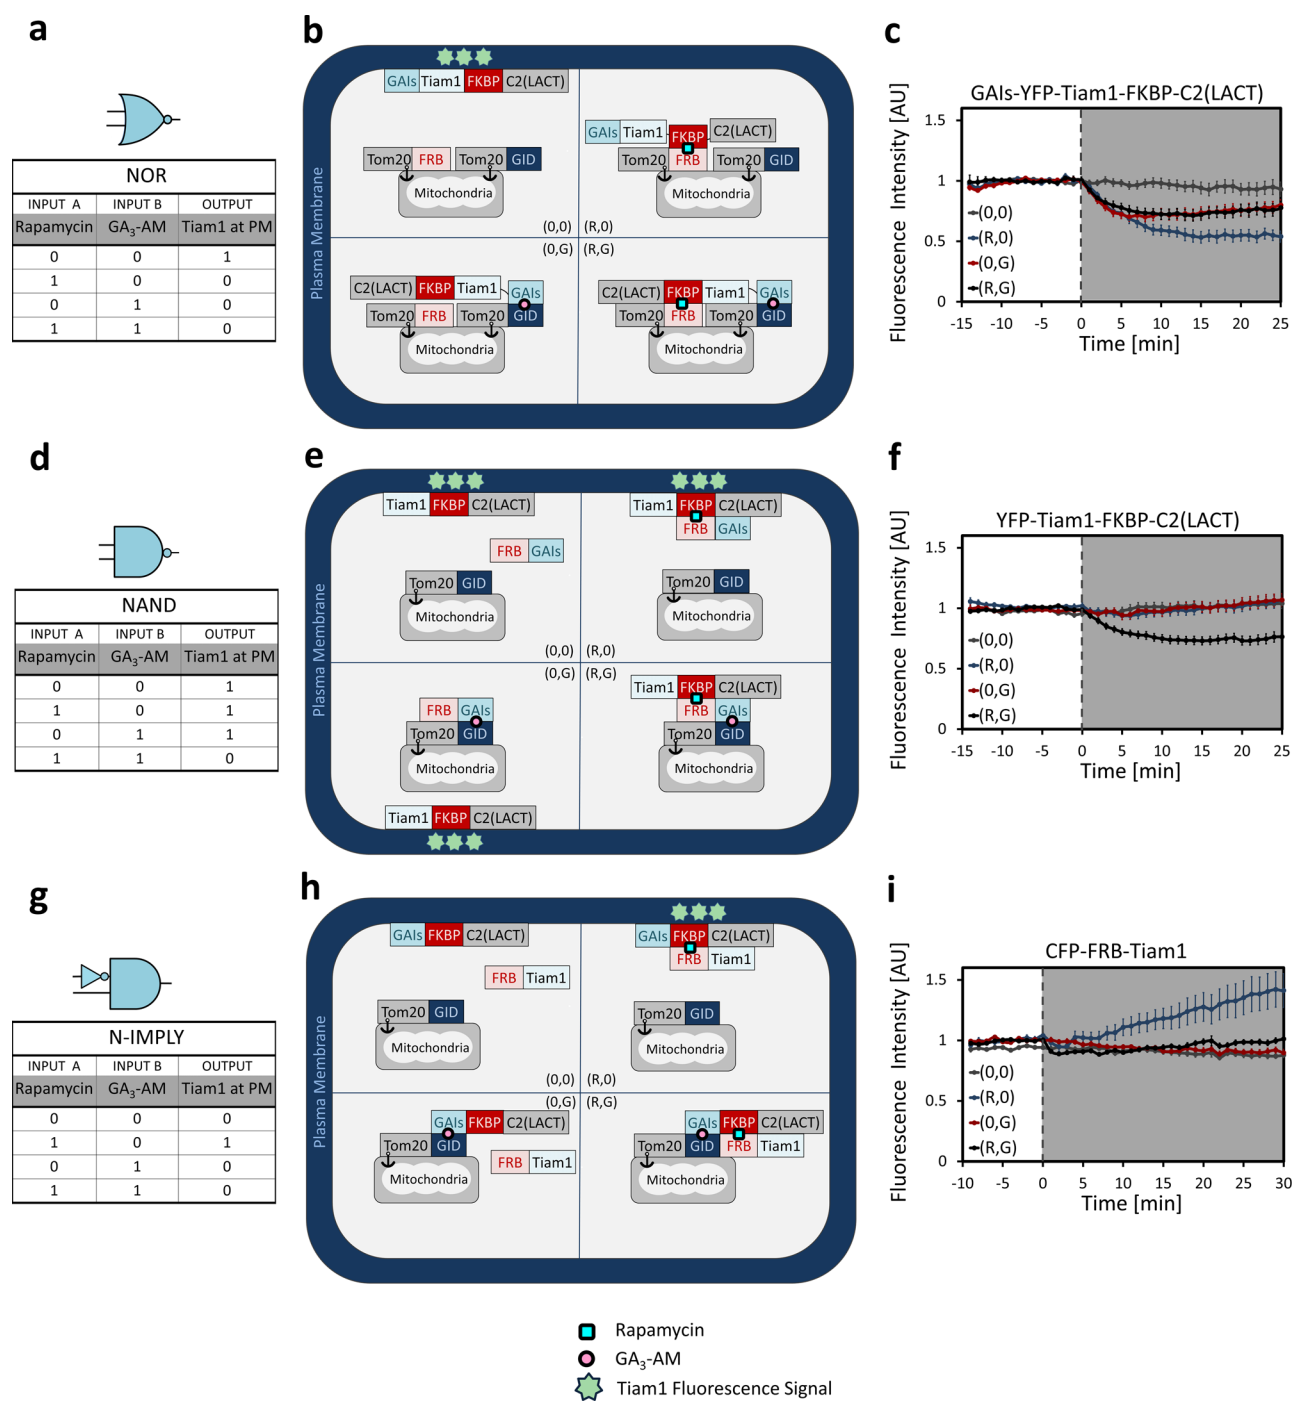 a
NOR
INPUT A INPUT B OUTPUT
Rapamycin GA3-AM Tiam1 at PM
0 0 1
1 0 0
0 1 0
1 1 0
b
Plasma Membrane
GAIs Tiam1 FKBP C2(LACT)
Tom20 FRB Tom20 GID
Mitochondria
(0,0)
GAIs Tiam1 FKBP C2(LACT)
Tom20 FRB Tom20 GID
Mitochondria
(R,0)
(0,G)
C2(LACT) FKBP Tiam1 GAIs
Tom20 FRB Tom20 GID
Mitochondria
(R,G)
C2(LACT) FKBP Tiam1 GAIs
Tom20 FRB Tom20 GID
Mitochondria
c
GAIs-YFP-Tiam1-FKBP-C2(LACT)
Fluorescence Intensity [AU]
1.5
1
0.5
0
(0,0)
(R,0)
(0,G)
(R,G)
-15 -10 -5 0 5 10 15 20 25
Time [min]
d
NAND
INPUT A INPUT B OUTPUT
Rapamycin GA3-AM Tiam1 at PM
0 0 1
1 0 1
0 1 1
1 1 0
e
Plasma Membrane
Tiam1 FKBP C2(LACT)
FRB GAIs
Tom20 GID
Mitochondria
(0,0)
Tiam1 FKBP C2(LACT)
FRB GAIs
Tom20 GID
Mitochondria
(R,0)
(0,G)
FRB GAIs
Tom20 GID
Mitochondria
Tiam1 FKBP C2(LACT)
(R,G)
Tiam1 FKBP C2(LACT)
FRB GAIs
Tom20 GID
Mitochondria
f
YFP-Tiam1-FKBP-C2(LACT)
Fluorescence Intensity [AU]
1.5
1
0.5
0
(0,0)
(R,0)
(0,G)
(R,G)
-15 -10 -5 0 5 10 15 20 25
Time [min]
g
N-IMPLY
INPUT A INPUT B OUTPUT
Rapamycin GA3-AM Tiam1 at PM
0 0 0
1 0 1
0 1 0
1 1 0
h
Plasma Membrane
GAIs FKBP C2(LACT)
FRB Tiam1
Tom20 GID
Mitochondria
(0,0)
GAIs FKBP C2(LACT)
FRB Tiam1
Tom20 GID
Mitochondria
(R,0)
(0,G)
GAIs FKBP C2(LACT)
Tom20 GID
FRB Tiam1
Mitochondria
(R,G)
GAIs FKBP C2(LACT)
Tom20 GID FRB Tiam1
Mitochondria
i
CFP-FRB-Tiam1
Fluorescence Intensity [AU]
1.5
1
0.5
0
(0,0)
(R,0)
(0,G)
(R,G)
-10 -5 0 5 10 15 20 25 30
Time [min]
Rapamycin
GA3-AM
Tiam1 Fluorescence Signal